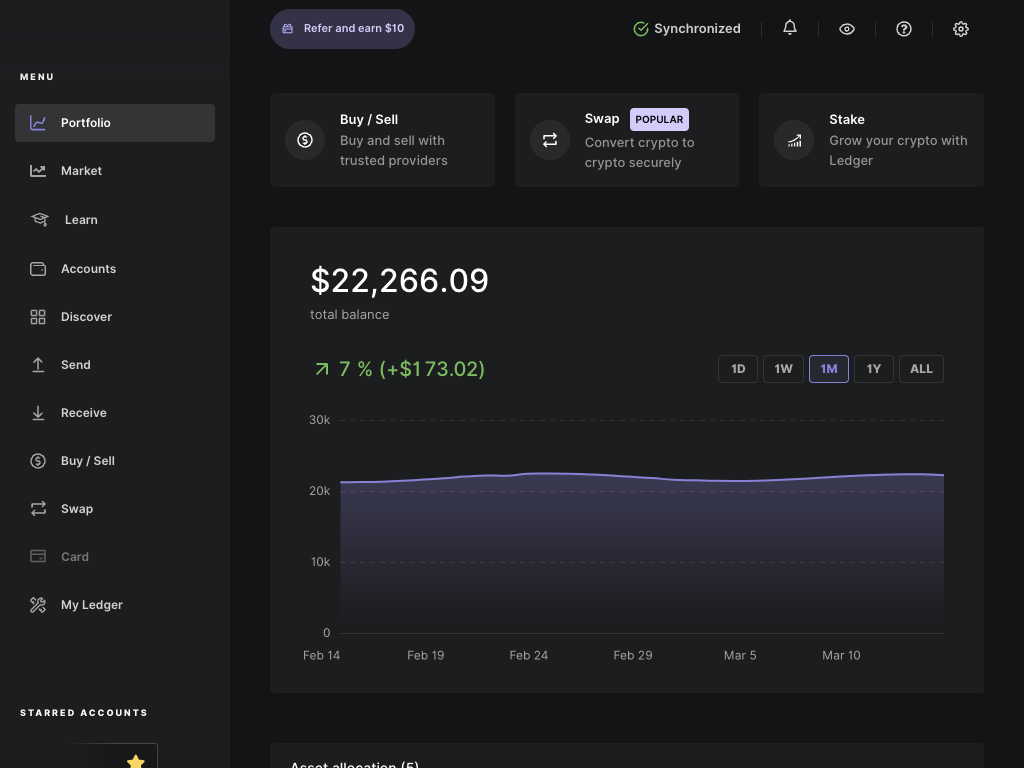 Refer and earn $10
Synchronized
MENU
Portfolio
Market
Learn
Accounts
Discover
Send
Receive
Buy / Sell
Swap
Card
My Ledger
STARRED ACCOUNTS
Buy / Sell
Buy and sell with
trusted providers
Swap POPULAR
Convert crypto to
crypto securely
Stake
Grow your crypto with
Ledger
$22,266.09
total balance
7 % (+$173.02)
1D 1W 1M 1Y ALL
30k
20k
10k
0
Feb 14 Feb 19 Feb 24 Feb 29 Mar 5 Mar 10
Asset allocation (5)